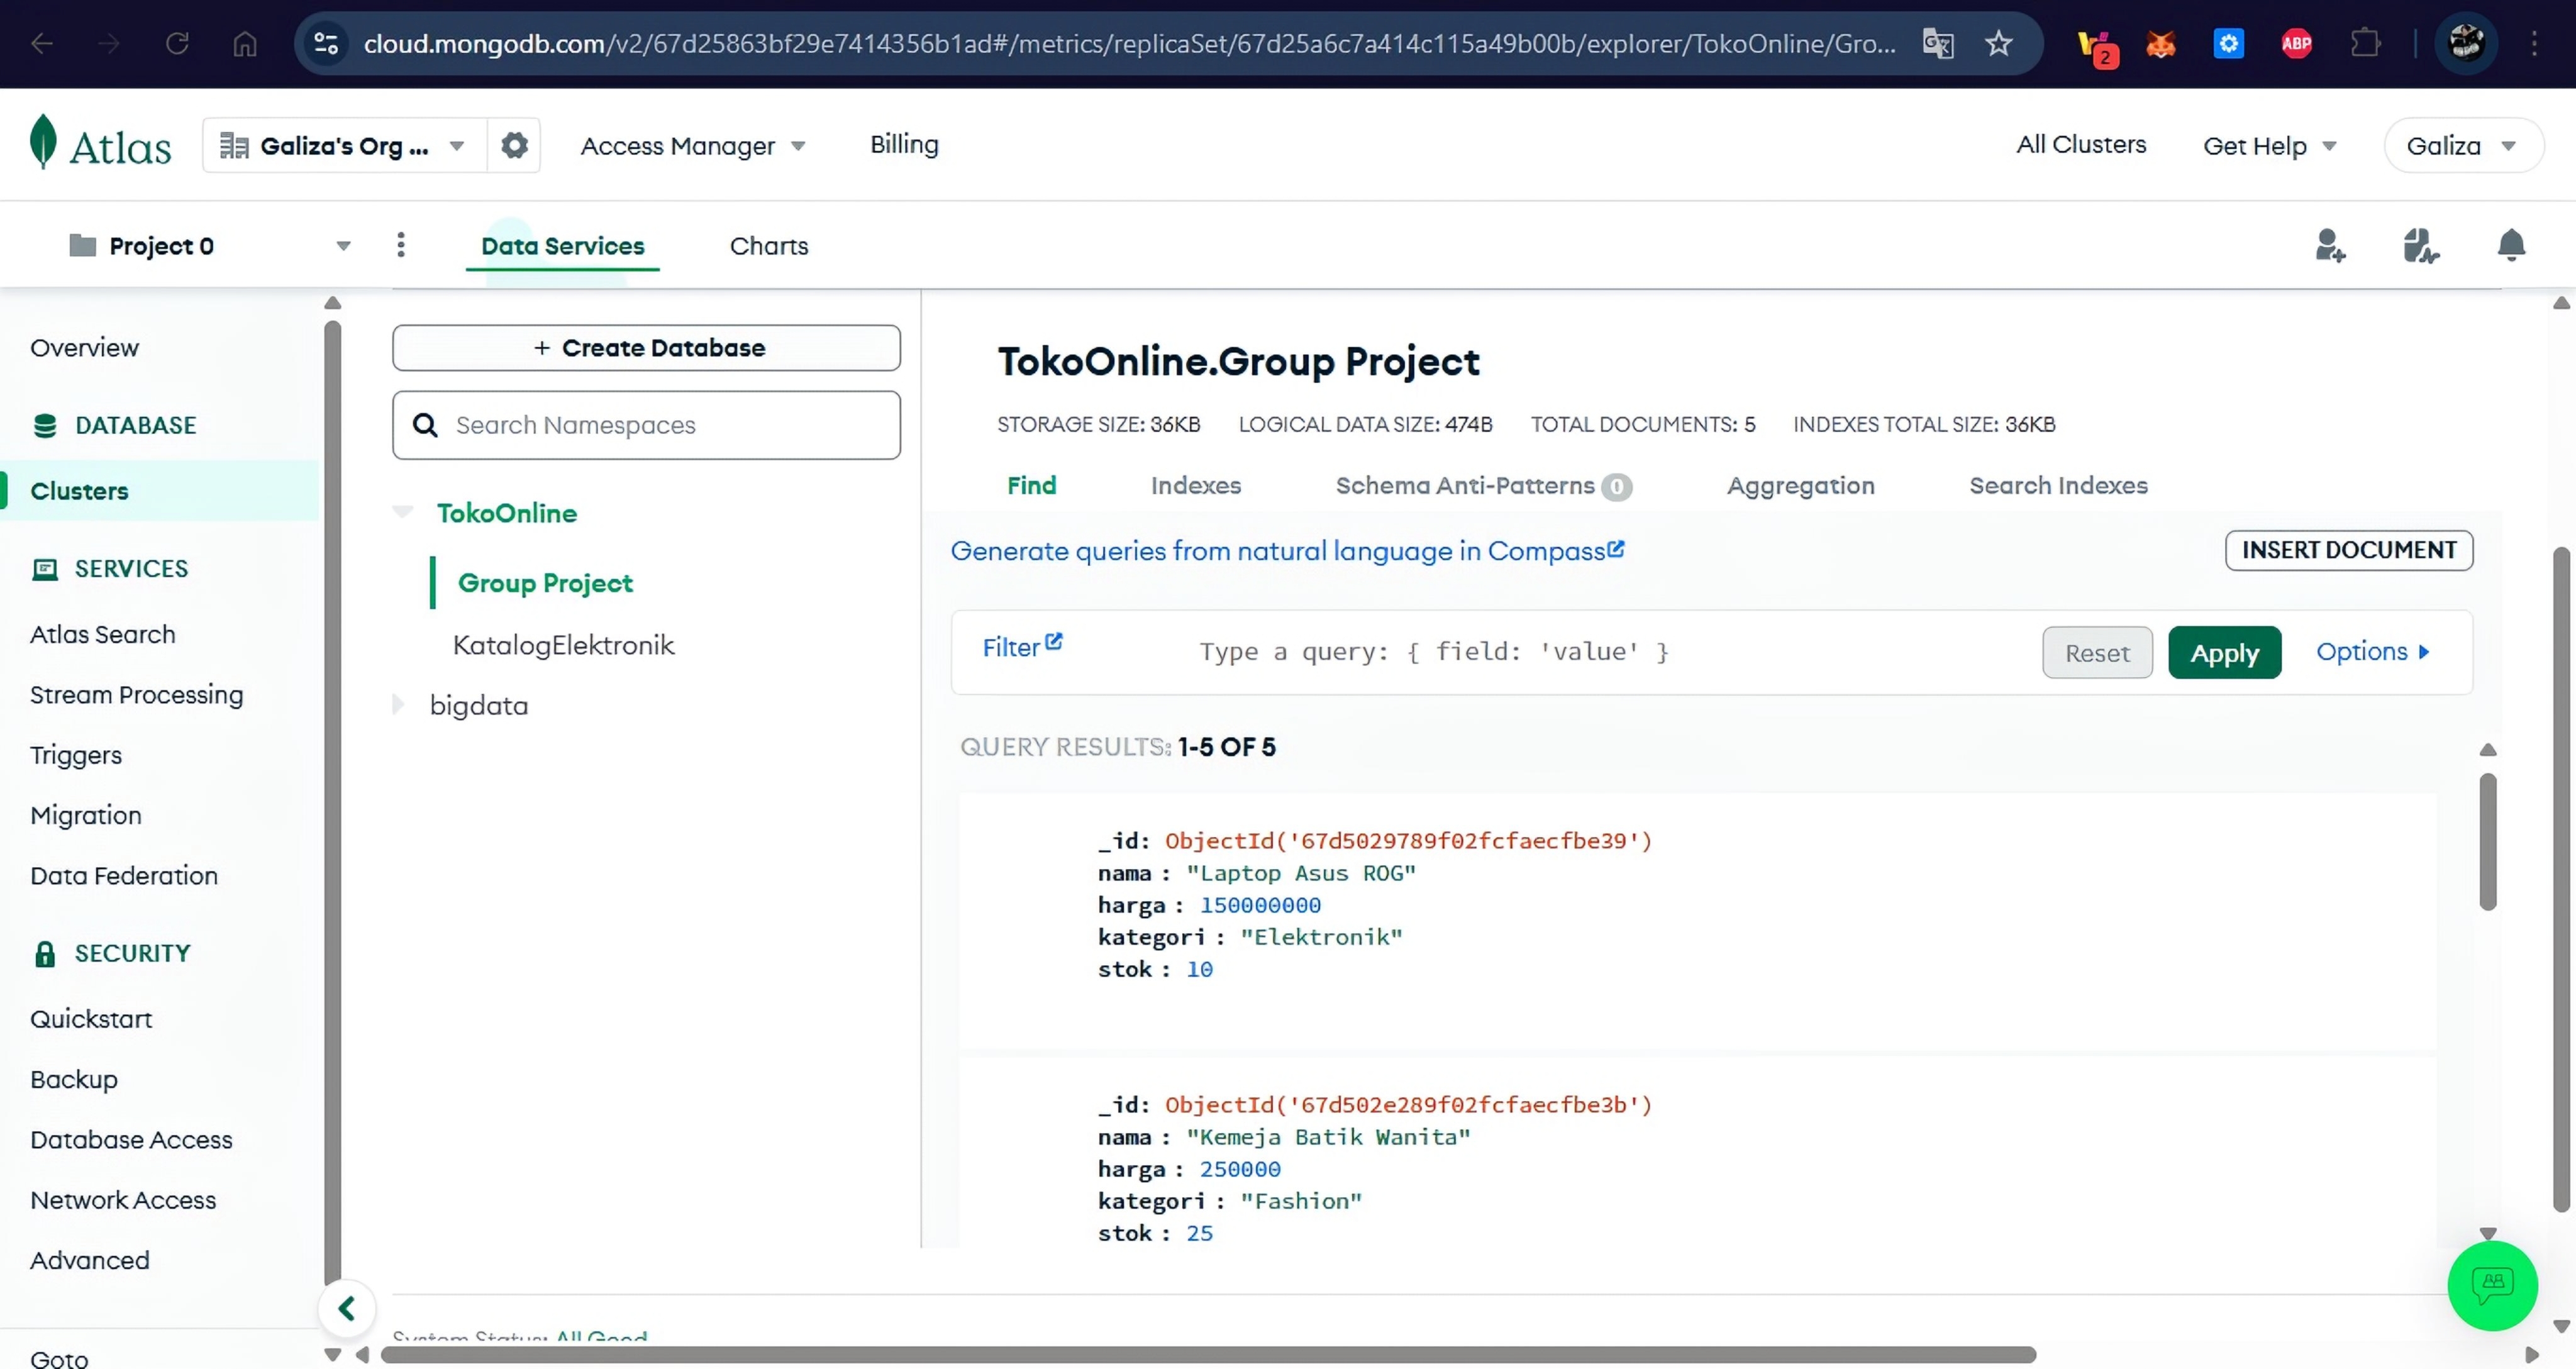 cloud.mongodb.com/v2/67d25863bf29e7414356b1ad#/metrics/replicaSet/67d25a6c7a414c115a49b00b/explorer/TokoOnline/Gro...
2
ABP
Atlas
Galiza's Org ...
Access Manager
Billing
All Clusters
Get Help
Galiza
Project 0
Data Services
Charts
Overview
DATABASE
Clusters
SERVICES
Atlas Search
Stream Processing
Triggers
Migration
Data Federation
SECURITY
Quickstart
Backup
Database Access
Network Access
Advanced
Goto
+ Create Database
Search Namespaces
TokoOnline
Group Project
KatalogElektronik
bigdata
TokoOnline.Group Project
STORAGE SIZE: 36KB LOGICAL DATA SIZE: 474B TOTAL DOCUMENTS: 5 INDEXES TOTAL SIZE: 36KB
Find Indexes Schema Anti-Patterns 0 Aggregation Search Indexes
Generate queries from natural language in Compass
INSERT DOCUMENT
Filter
Type a query: { field: 'value' }
Reset
Apply
Options
QUERY RESULTS: 1-5 OF 5
_id: ObjectId('67d5029789f02fcfaecfbe39')
nama : "Laptop Asus ROG"
harga : 150000000
kategori : "Elektronik"
stok : 10
_id: ObjectId('67d502e289f02fcfaecfbe3b')
nama : "Kemeja Batik Wanita"
harga : 250000
kategori : "Fashion"
stok : 25
System Status: All Good